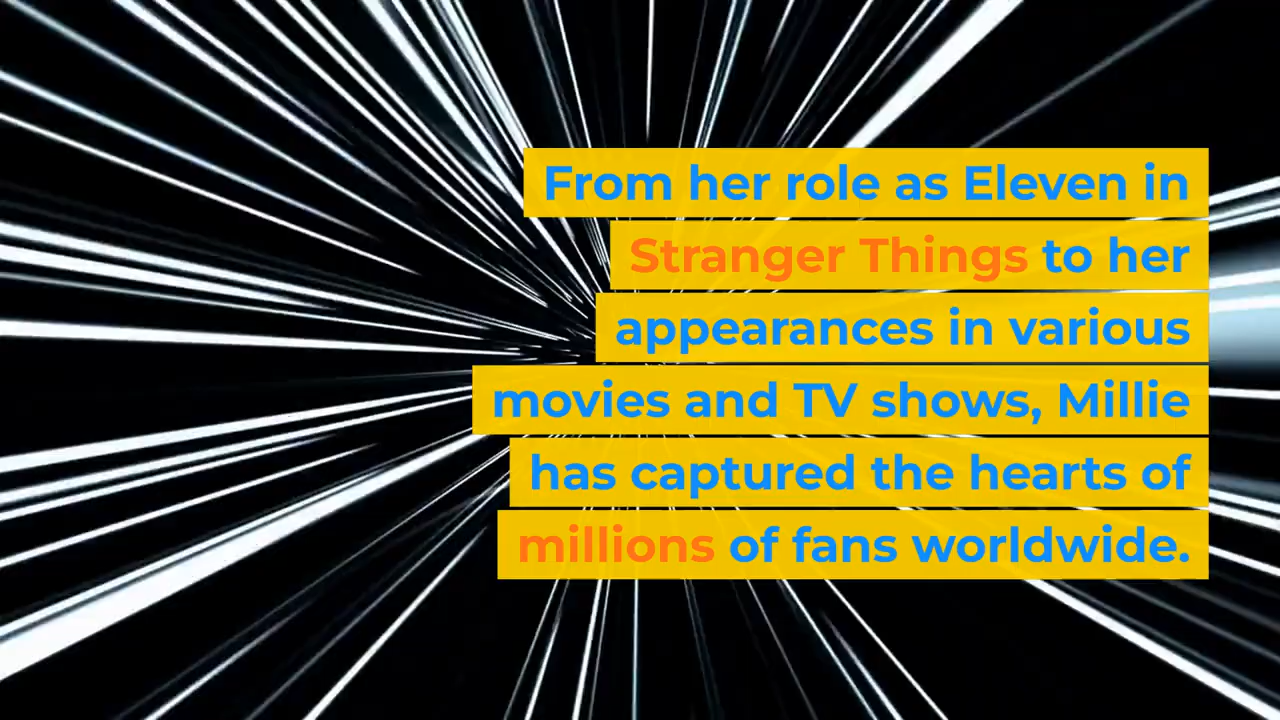 From her role as Eleven in
Stranger Things to her
appearances in various
movies and TV shows, Millie
has captured the hearts of
millions of fans worldwide.